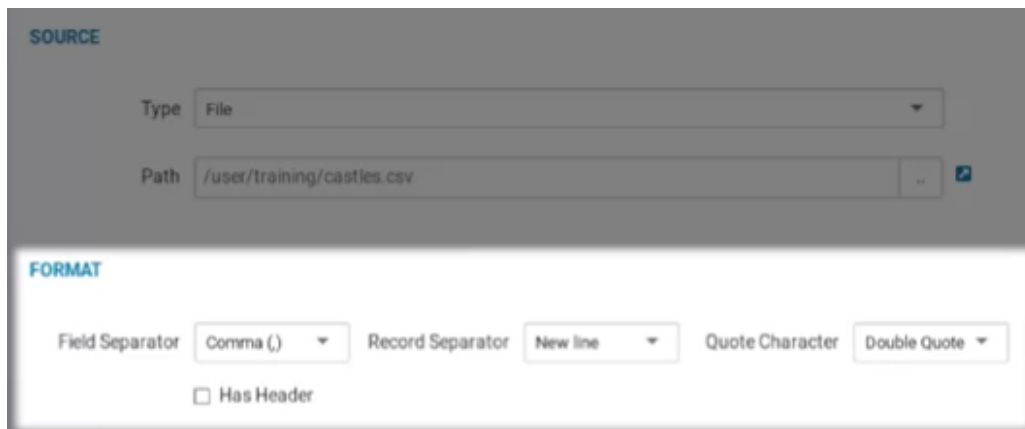 SOURCE
Type File
Path /user/training/castles.csv ..
FORMAT
Field Separator Comma (,) Record Separator New line Quote Character Double Quote
Has Header